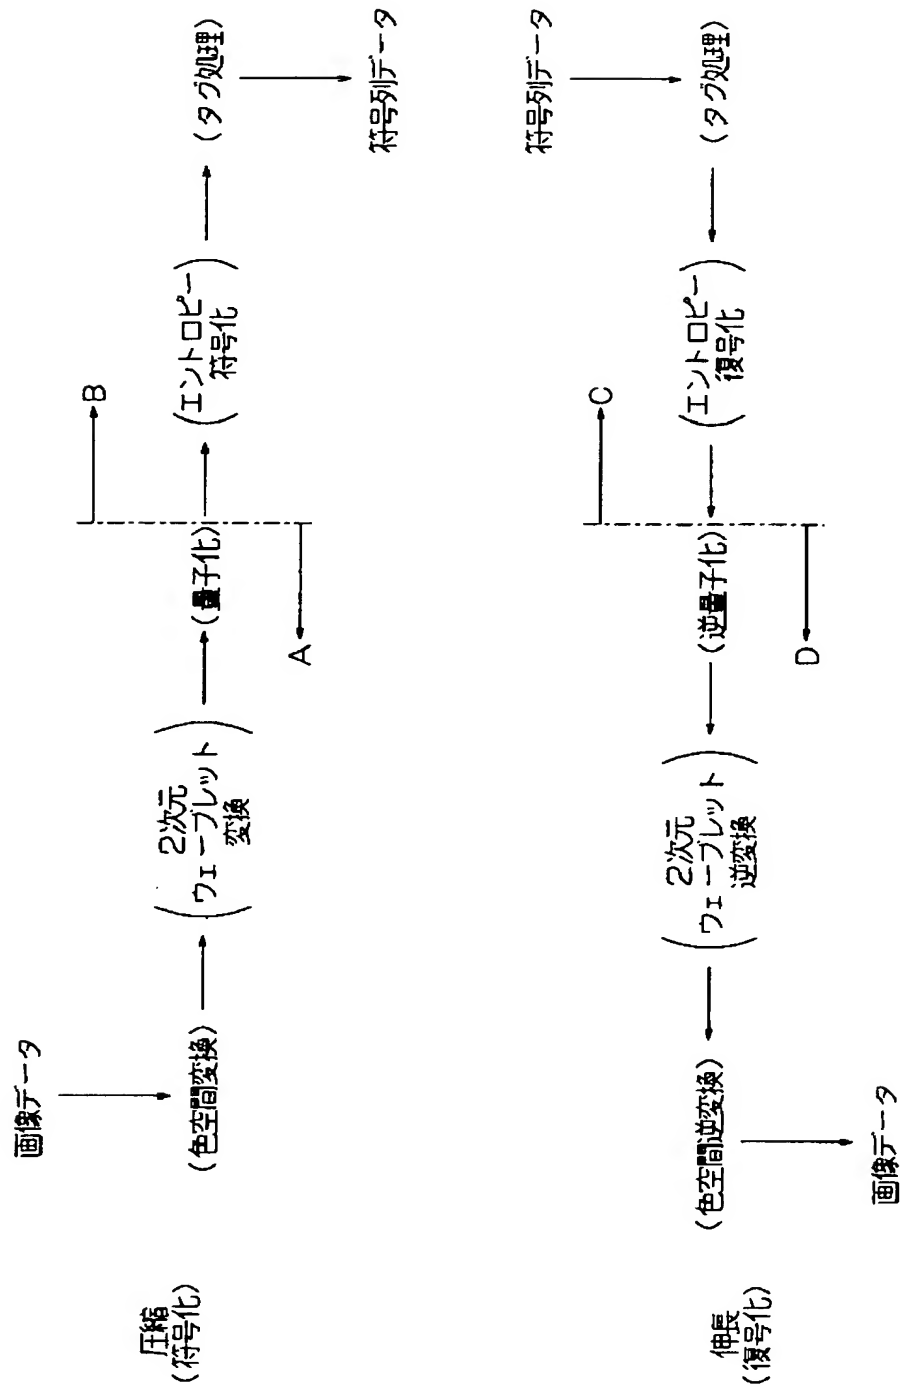 圧縮
(符号化)
画像データ
(色空間変換)
(2次元
ウェーブレット
変換)
(量子化)
A
B
(エントロピー
符号化)
(タグ処理)
符号列データ
伸長
(復号化)
符号列データ
(タグ処理)
(エントロピー
復号化)
C
D
(逆量子化)
(2次元
ウェーブレット
逆変換)
(色空間逆変換)
画像データ